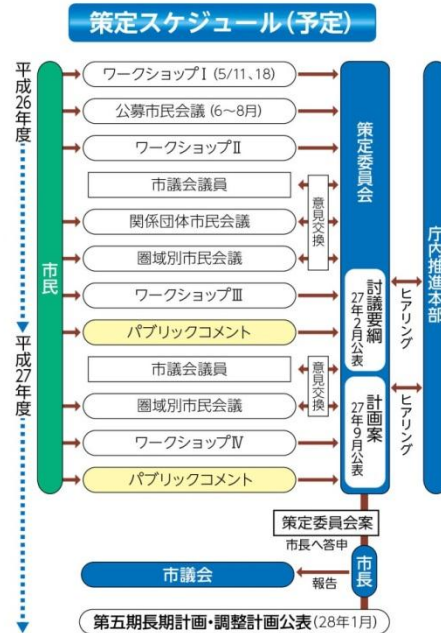 策定スケジュール(予定)
平成26年度
平成27年度
市民
ワークショップⅠ (5/11、18)
公募市民会議 (6〜8月)
ワークショップⅡ
市議会議員
関係団体市民会議
圏域別市民会議
ワークショップⅢ
パブリックコメント
市議会議員
圏域別市民会議
ワークショップⅣ
パブリックコメント
意見交換
意見交換
策定委員会
討議要綱
27年2月公表
計画案
27年9月公表
ヒアリング
ヒアリング
庁内推進本部
策定委員会案
市長へ答申
市長
報告
市議会
第五期長期計画・調整計画公表(28年1月)